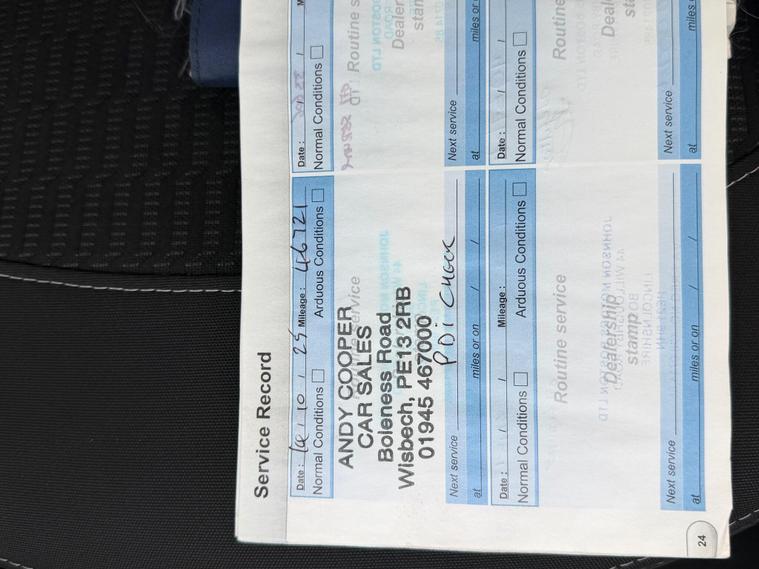 Service Record
Date: 14 / 10 / 25 Mileage: 46721
Normal Conditions Arduous Conditions
Routine service
ANDY COOPER
CAR SALES
Boleness Road
Wisbech, PE13 2RB
01945 467000
PDI CHECK
Next service
at miles or on / /
Date: / / Mileage:
Normal Conditions Arduous Conditions
Routine service
Dealership
stamp
Next service
at miles or on / /
24
Date: / /
Normal Conditions
Routine s
Dealer
stam
Next service
at miles or
Date: / /
Normal Conditions
Routine
Deal
sta
Next service
at miles